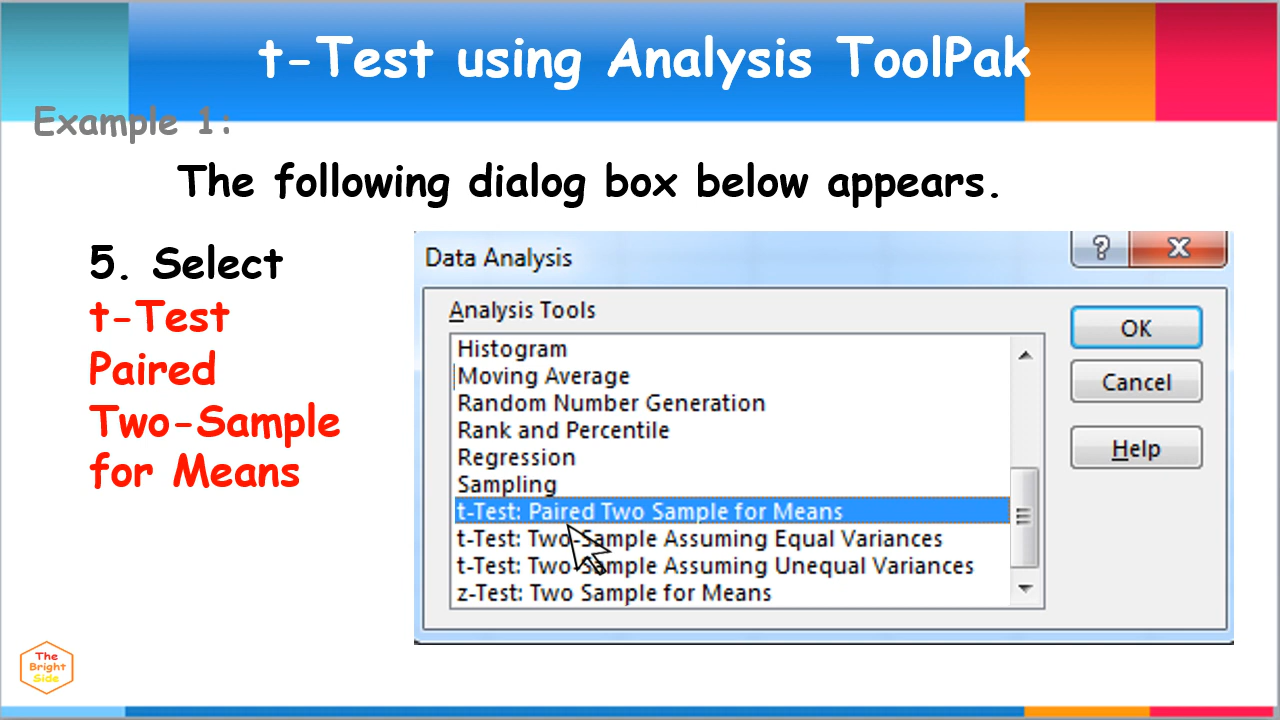 t-Test using Analysis ToolPak
Example 1:
The following dialog box below appears.
5. Select
t-Test
Paired
Two-Sample
for Means
Data Analysis
?
X
Analysis Tools
Histogram
Moving Average
Random Number Generation
Rank and Percentile
Regression
Sampling
t-Test: Paired Two Sample for Means
t-Test: Two-Sample Assuming Equal Variances
t-Test: Two-Sample Assuming Unequal Variances
z-Test: Two Sample for Means
OK
Cancel
Help
The
Bright
Side